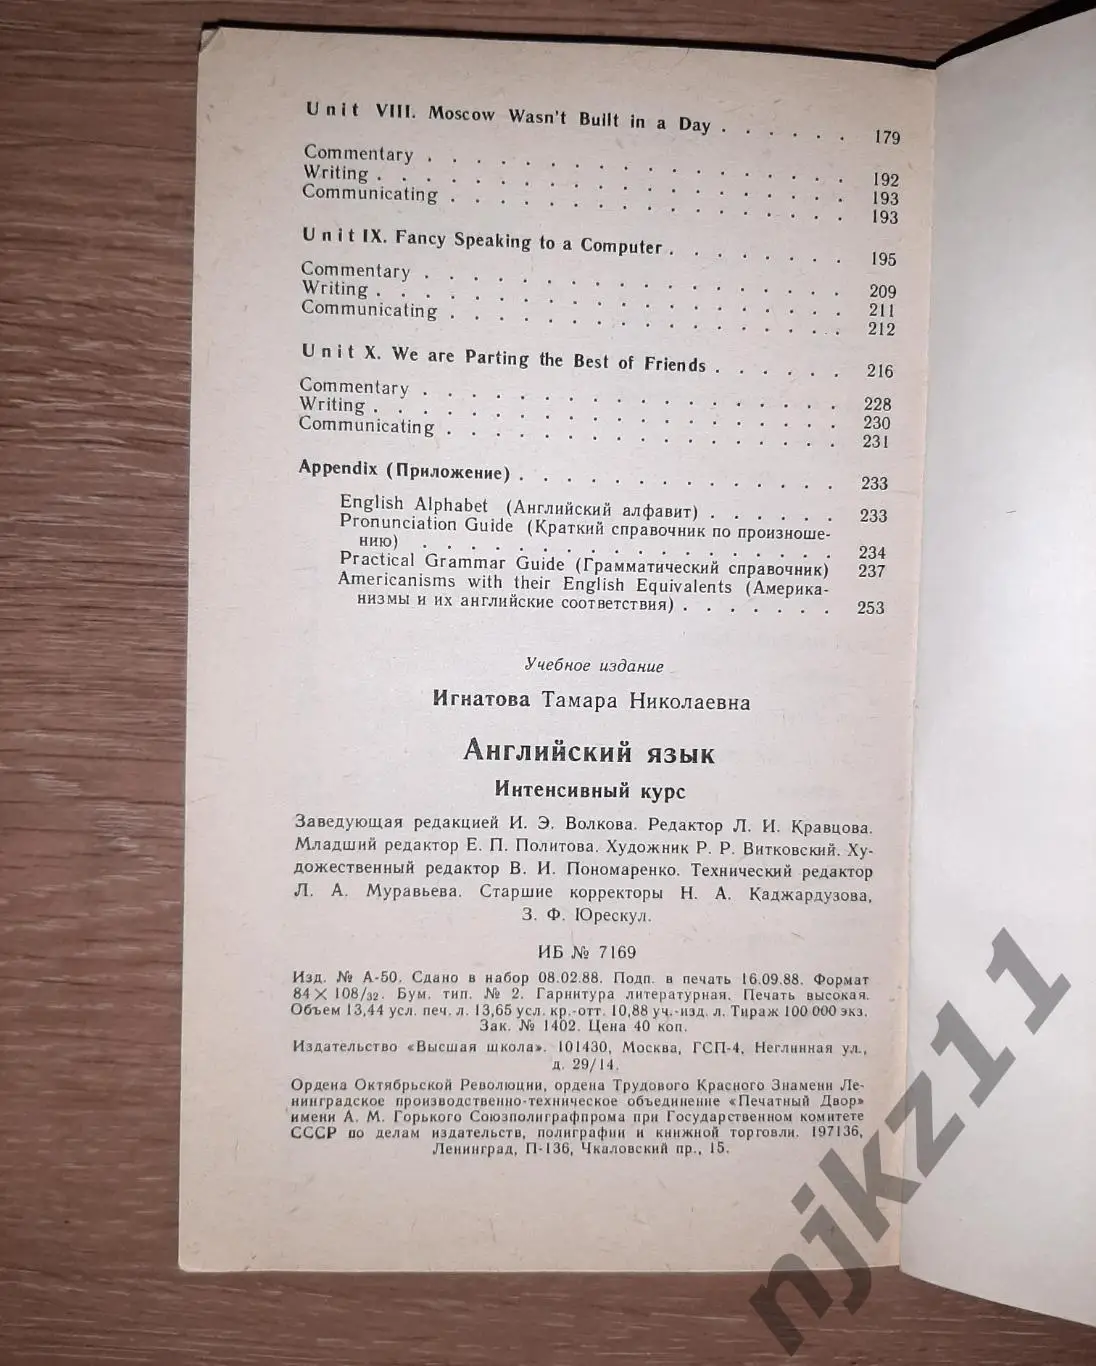 Unit VIII. Moscow Wasn't Built in a Day . . . . . . 179
Commentary . . . . . . . . . . . . . . . . . . 192
Writing . . . . . . . . . . . . . . . . . . . . 193
Communicating . . . . . . . . . . . . . . . . . 193
Unit IX. Fancy Speaking to a Computer . . . . . . . . 195
Commentary . . . . . . . . . . . . . . . . . . 209
Writing . . . . . . . . . . . . . . . . . . . . 211
Communicating . . . . . . . . . . . . . . . . . 212
Unit X. We are Parting the Best of Friends . . . . . . 216
Commentary . . . . . . . . . . . . . . . . . . 228
Writing . . . . . . . . . . . . . . . . . . . . 230
Communicating . . . . . . . . . . . . . . . . . 231
Appendix (Приложение) . . . . . . . . . . . . . . 233
English Alphabet (Английский алфавит) . . . . . . 233
Pronunciation Guide (Краткий справочник по произноше-
нию) . . . . . . . . . . . . . . . . . . 234
Practical Grammar Guide (Грамматический справочник) 237
Americanisms with their English Equivalents (Америка-
низмы и их английские соответствия) . . . . . . . 253
Учебное издание
Игнатова Тамара Николаевна
Английский язык
Интенсивный курс
Заведующая редакцией И. Э. Волкова. Редактор Л. И. Кравцова.
Младший редактор Е. П. Политова. Художник Р. Р. Витковский. Ху-
дожественный редактор В. И. Пономаренко. Технический редактор
Л. А. Муравьева. Старшие корректоры Н. А. Каджардузова,
З. Ф. Юрескул.
ИБ № 7169
Изд. № А-50. Сдано в набор 08.02.88. Подп. в печать 16.09.88. Формат
84×108/32. Бум. тип. № 2. Гарнитура литературная. Печать высокая.
Объем 13,44 усл. печ. л. 13,65 усл. кр.-отт. 10,88 уч.-изд. л. Тираж 100 000 экз.
Зак. № 1402. Цена 40 коп.
Издательство «Высшая школа». 101430, Москва, ГСП-4, Неглинная ул.,
д. 29/14.
Ордена Октябрьской Революции, ордена Трудового Красного Знамени Ле-
нинградское производственно-техническое объединение «Печатный Двор»
имени А. М. Горького Союзполиграфпрома при Государственном комитете
СССР по делам издательств, полиграфии и книжной торговли. 197136,
Ленинград, П-136, Чкаловский пр., 15.
njkz11